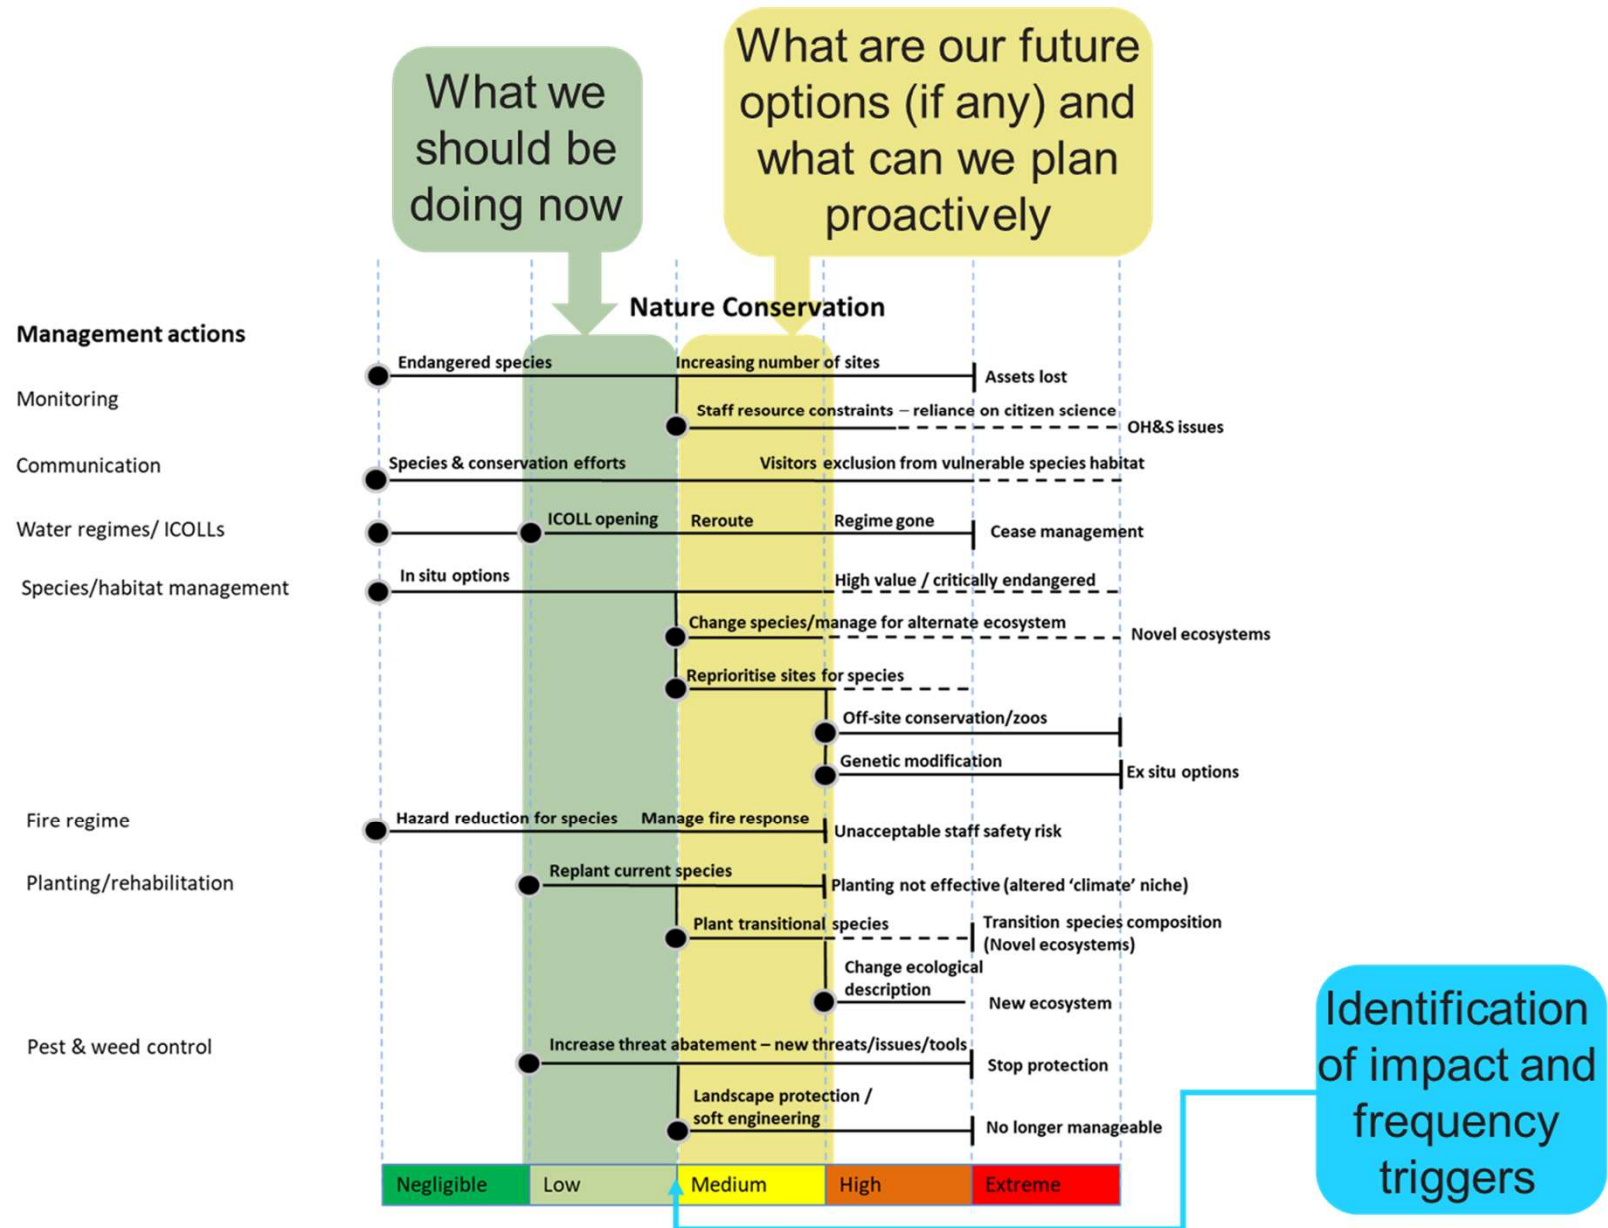 What we
should be
doing now
What are our future
options (if any) and
what can we plan
proactively
Nature Conservation
Management actions
Endangered species
Increasing number of sites
Assets lost
Monitoring
Staff resource constraints – reliance on citizen science
OH&S issues
Communication
Species & conservation efforts
Visitors exclusion from vulnerable species habitat
Water regimes/ ICOLLs
ICOLL opening
Reroute
Regime gone
Cease management
Species/habitat management
In situ options
High value / critically endangered
Change species/manage for alternate ecosystem
Novel ecosystems
Reprioritise sites for species
Off-site conservation/zoos
Genetic modification
Ex situ options
Fire regime
Hazard reduction for species
Manage fire response
Unacceptable staff safety risk
Planting/rehabilitation
Replant current species
Planting not effective (altered ‘climate’ niche)
Plant transitional species
Transition species composition
(Novel ecosystems)
Change ecological
description
New ecosystem
Pest & weed control
Increase threat abatement – new threats/issues/tools
Stop protection
Landscape protection /
soft engineering
No longer manageable
Negligible
Low
Medium
High
Extreme
Identification
of impact and
frequency
triggers